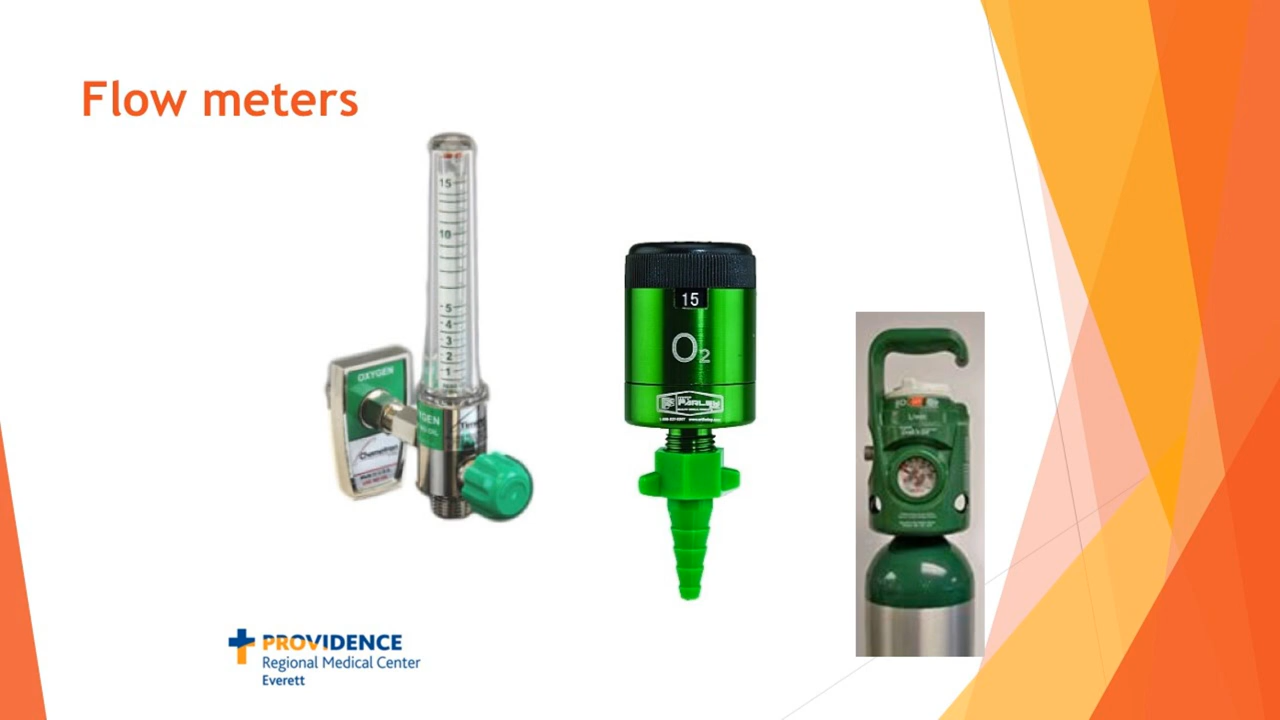 Flow meters
15
10
5
4
3
2
1
OXYGEN
15
O2
PROVIDENCE
Regional Medical Center
Everett